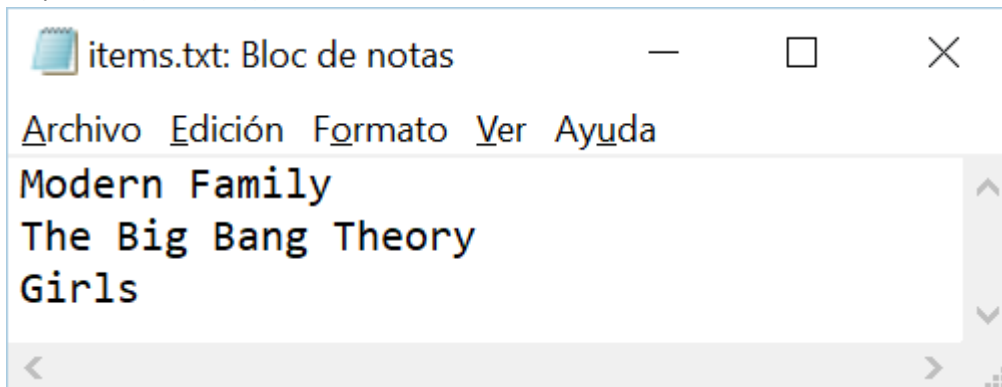 items.txt: Bloc de notas
Archivo Edición Formato Ver Ayuda
Modern Family
The Big Bang Theory
Girls